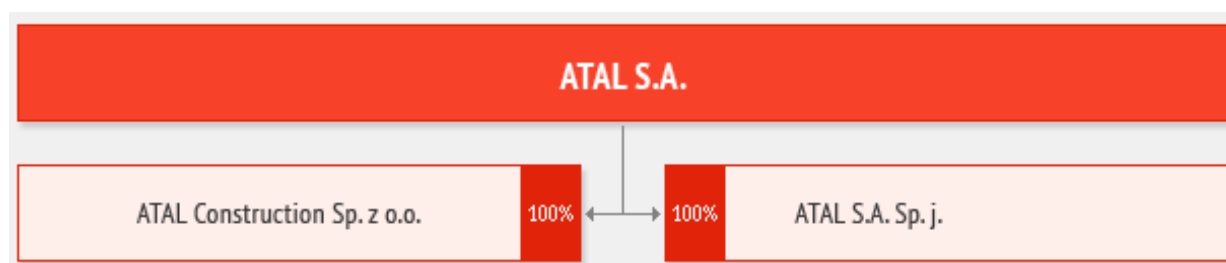 ATAL S.A.
ATAL Construction Sp. z o.o. 100% 100% ATAL S.A. Sp. j.